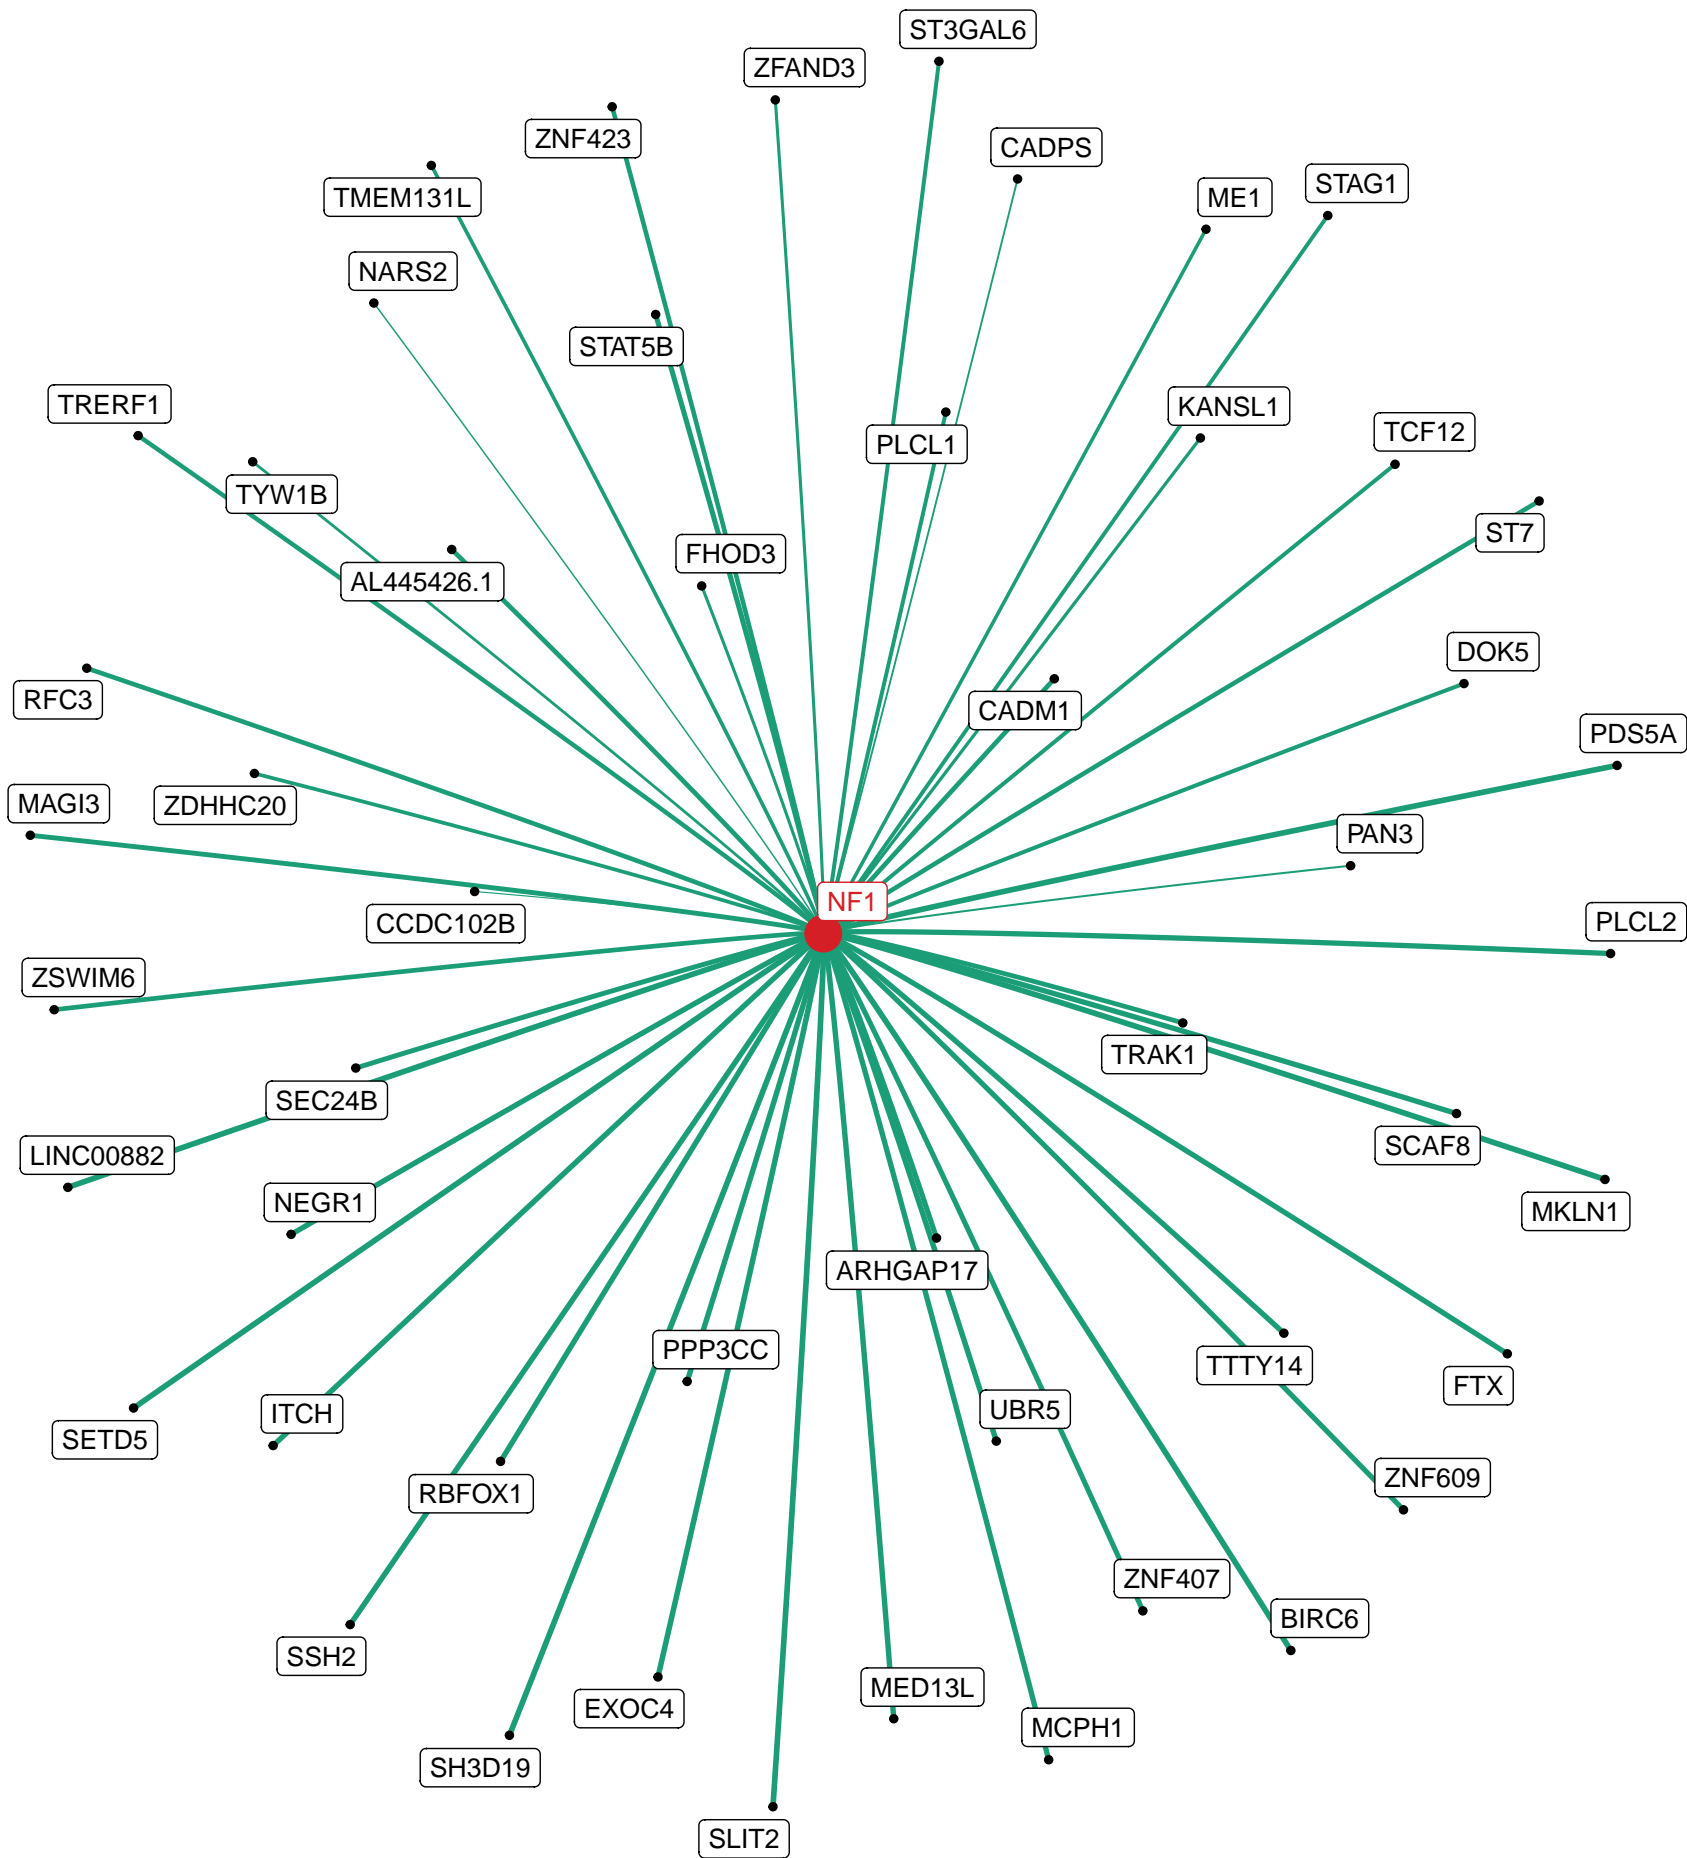 ST3GAL6
ZFAND3
ZNF423
CADPS
TMEM131L
ME1
STAG1
NARS2
STAT5B
TRERF1
KANSL1
TCF12
PLCL1
TYW1B
ST7
FHOD3
AL445426.1
DOK5
RFC3
CADM1
PDS5A
MAGI3
ZDHHC20
PAN3
NF1
CCDC102B
PLCL2
ZSWIM6
TRAK1
SEC24B
SCAF8
LINC00882
NEGR1
MKLN1
ARHGAP17
PPP3CC
TTTY14
FTX
UBR5
ITCH
SETD5
ZNF609
RBFOX1
ZNF407
BIRC6
SSH2
MED13L
EXOC4
MCPH1
SH3D19
SLIT2